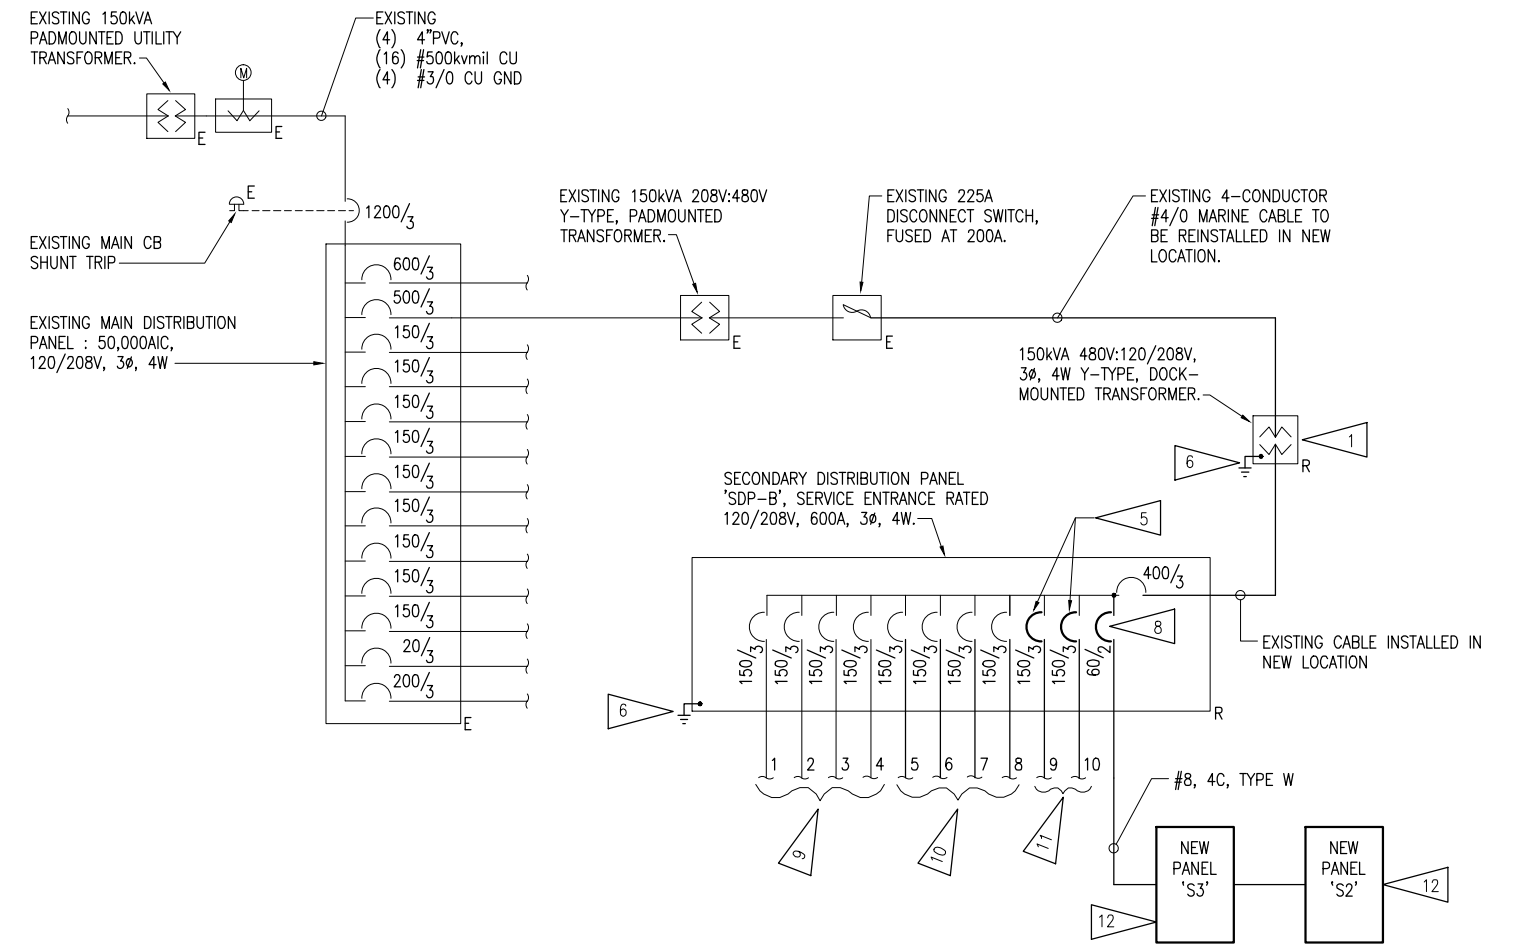 EXISTING 150kVA
PADMOUNTED UTILITY
TRANSFORMER.
EXISTING
(4) 4"PVC,
(16) #500kvmil CU
(4) #3/0 CU GND
M
E
E
E
1200/3
EXISTING MAIN CB
SHUNT TRIP
EXISTING MAIN DISTRIBUTION
PANEL : 50,000AIC,
120/208V, 3ø, 4W
600/3
500/3
150/3
150/3
150/3
150/3
150/3
150/3
150/3
150/3
150/3
20/3
200/3
E
EXISTING 150kVA 208V:480V
Y-TYPE, PADMOUNTED
TRANSFORMER.
E
EXISTING 225A
DISCONNECT SWITCH,
FUSED AT 200A.
E
EXISTING 4-CONDUCTOR
#4/0 MARINE CABLE TO
BE REINSTALLED IN NEW
LOCATION.
150kVA 480V:120/208V,
3ø, 4W Y-TYPE, DOCK-
MOUNTED TRANSFORMER.
1
6
R
SECONDARY DISTRIBUTION PANEL
'SDP-B', SERVICE ENTRANCE RATED
120/208V, 600A, 3ø, 4W.
5
400/3
8
150/3
150/3
150/3
150/3
150/3
150/3
150/3
150/3
150/3
150/3
60/2
EXISTING CABLE INSTALLED IN
NEW LOCATION
6
R
1 2 3 4 5 6 7 8 9 10
9
10
11
#8, 4C, TYPE W
NEW
PANEL
'S3'
NEW
PANEL
'S2'
12
12